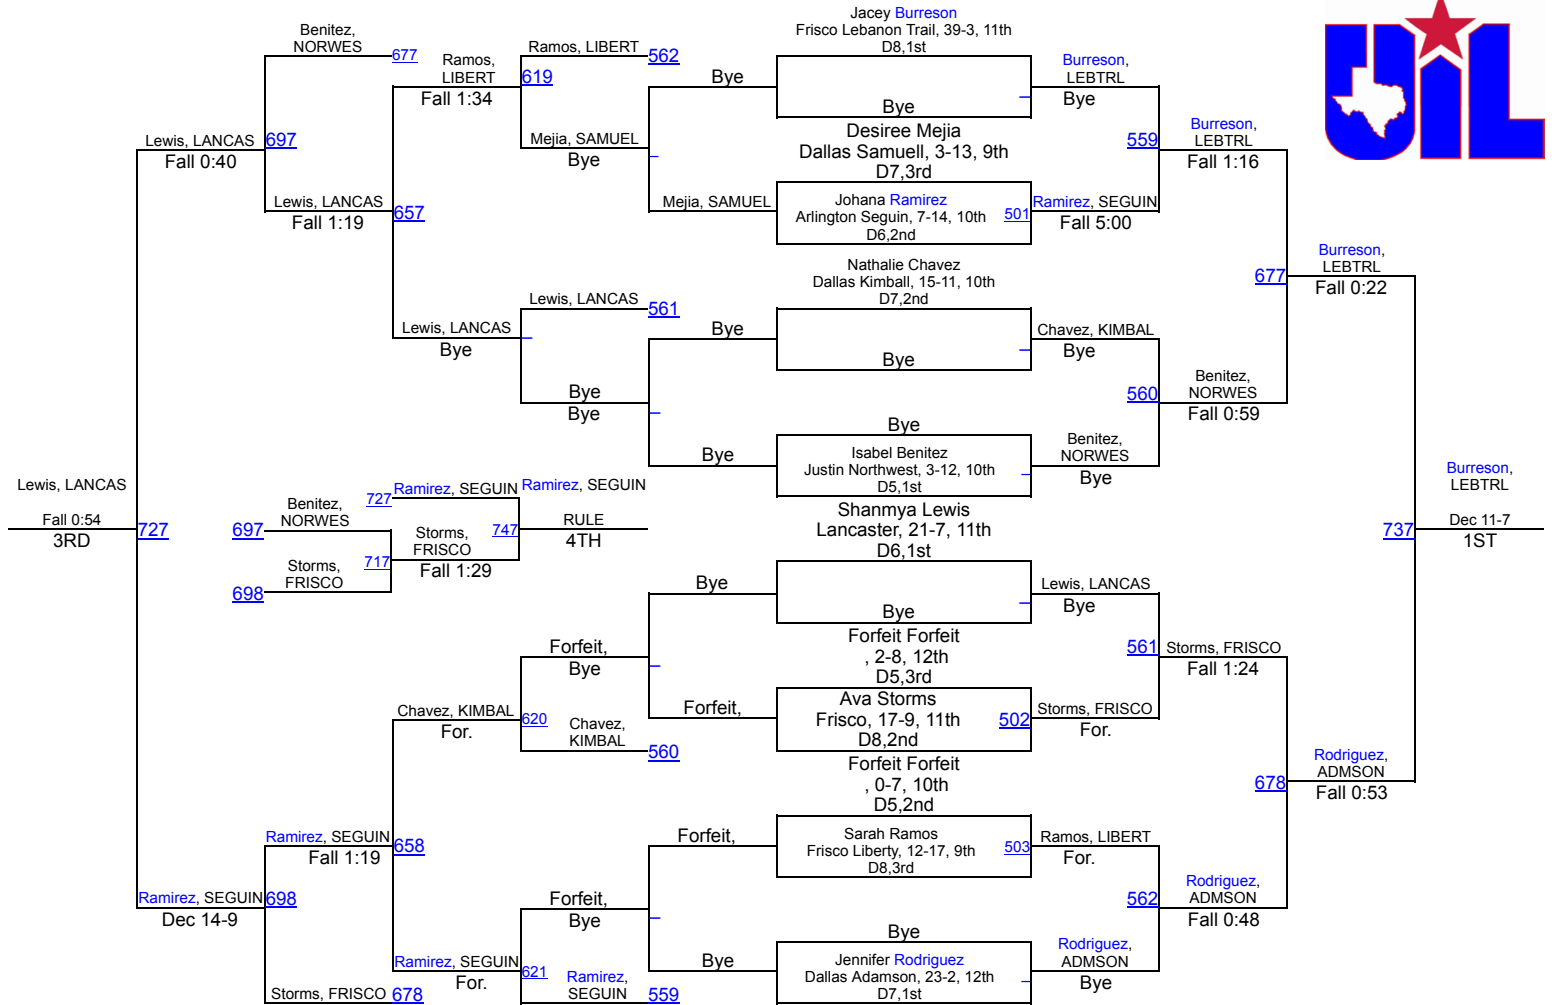 Jacey Burreson
Frisco Lebanon Trail, 39-3, 11th
D8,1st
UIL
Benitez,
NORWES
677
Ramos,
LIBERT
Fall 1:34
619
Ramos, LIBERT
562
Bye
Bye
Burreson,
LEBTRL
Bye
Lewis, LANCAS
Fall 0:40
697
Mejia, SAMUEL
Bye
Desiree Mejia
Dallas Samuell, 3-13, 9th
D7,3rd
559
Burreson,
LEBTRL
Fall 1:16
Lewis, LANCAS
Fall 1:19
657
Mejia, SAMUEL
Johana Ramirez
Arlington Seguin, 7-14, 10th
D6,2nd
501
Ramirez, SEGUIN
Fall 5:00
Nathalie Chavez
Dallas Kimball, 15-11, 10th
D7,2nd
677
Burreson,
LEBTRL
Fall 0:22
Lewis, LANCAS
561
Lewis, LANCAS
Bye
Bye
Bye
Chavez, KIMBAL
Bye
Bye
Bye
560
Benitez,
NORWES
Fall 0:59
Bye
Bye
Isabel Benitez
Justin Northwest, 3-12, 10th
D5,1st
Benitez,
NORWES
Bye
Lewis, LANCAS
Fall 0:54
3RD
727
Benitez,
NORWES
697
727
Ramirez, SEGUIN
Ramirez, SEGUIN
RULE
4TH
747
Storms,
FRISCO
Fall 1:29
717
Storms,
FRISCO
698
Shanmya Lewis
Lancaster, 21-7, 11th
D6,1st
737
Burreson,
LEBTRL
Dec 11-7
1ST
Bye
Bye
Lewis, LANCAS
Bye
Forfeit,
Bye
Forfeit Forfeit
, 2-8, 12th
D5,3rd
561
Storms, FRISCO
Fall 1:24
Chavez, KIMBAL
For.
620
Chavez,
KIMBAL
560
Forfeit,
Ava Storms
Frisco, 17-9, 11th
D8,2nd
502
Storms, FRISCO
For.
Forfeit Forfeit
, 0-7, 10th
D5,2nd
678
Rodriguez,
ADMSON
Fall 0:53
Ramirez, SEGUIN
Fall 1:19
658
Forfeit,
Sarah Ramos
Frisco Liberty, 12-17, 9th
D8,3rd
503
Ramos, LIBERT
For.
Ramirez, SEGUIN
Dec 14-9
698
Forfeit,
Bye
562
Rodriguez,
ADMSON
Fall 0:48
Bye
Ramirez, SEGUIN
For.
621
Ramirez,
SEGUIN
559
Bye
Jennifer Rodriguez
Dallas Adamson, 23-2, 12th
D7,1st
Rodriguez,
ADMSON
Bye
Storms, FRISCO
678